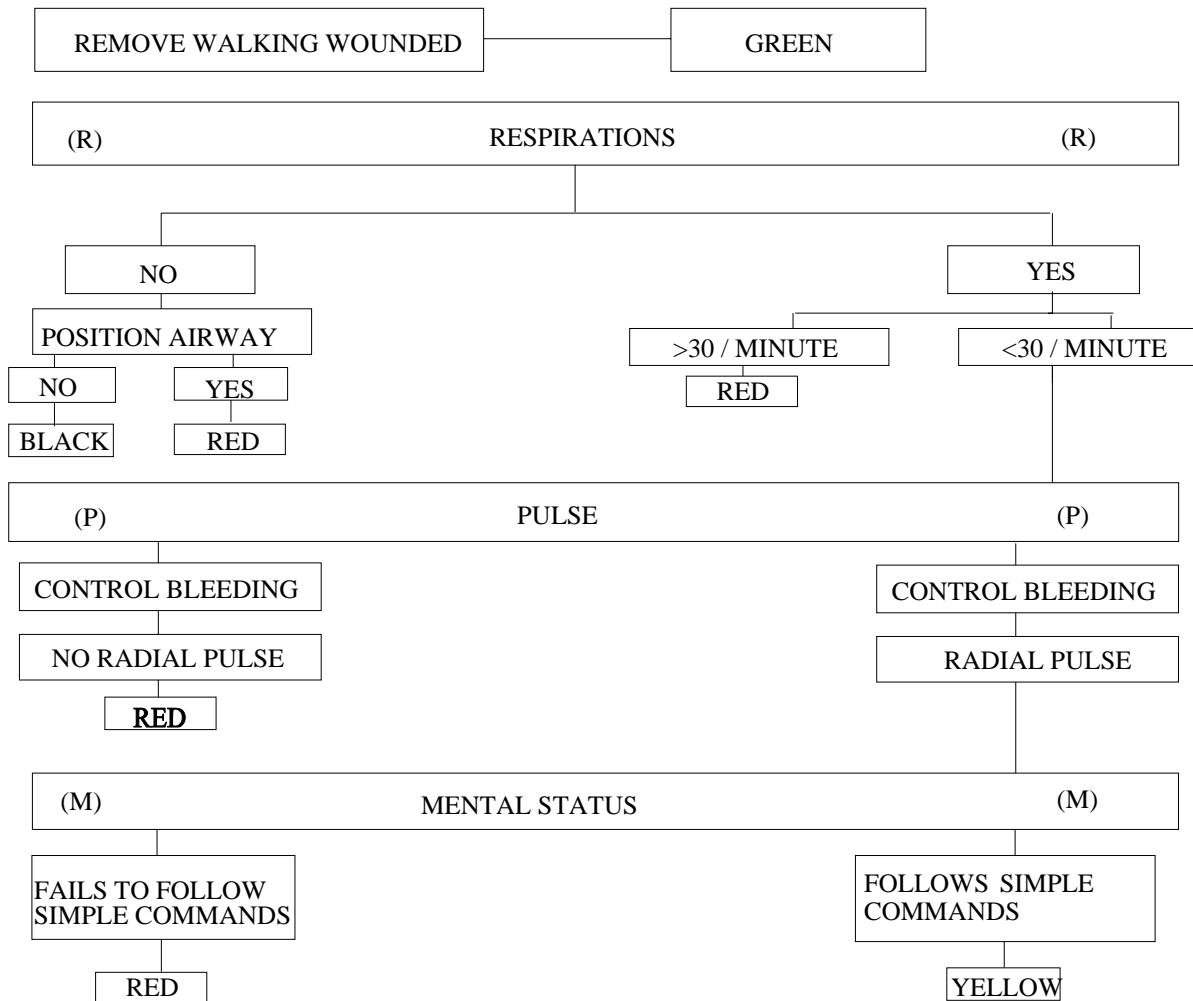 REMOVE WALKING WOUNDED
GREEN
(R) RESPIRATIONS (R)
NO
YES
POSITION AIRWAY
>30 / MINUTE
<30 / MINUTE
NO
YES
RED
BLACK
RED
(P) PULSE (P)
CONTROL BLEEDING
CONTROL BLEEDING
NO RADIAL PULSE
RADIAL PULSE
RED
(M) MENTAL STATUS (M)
FAILS TO FOLLOW
SIMPLE COMMANDS
FOLLOWS SIMPLE
COMMANDS
RED
YELLOW